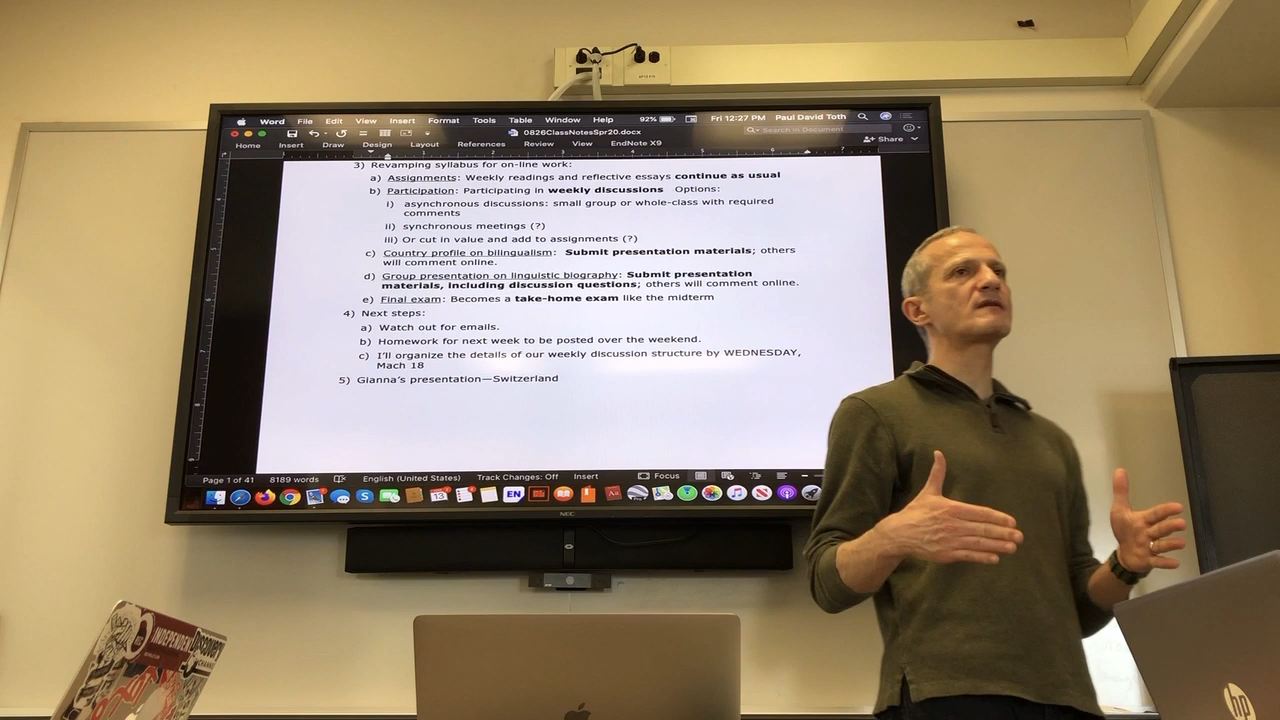 Word File Edit View Insert Format Tools Table Window Help 92% Fri 12:27 PM Paul David Toth
0826ClassNotesSpr20.docx
Search in Document
Home Insert Draw Design Layout References Review View EndNote X9 Share
3) Revamping syllabus for on-line work:
a) Assignments: Weekly readings and reflective essays continue as usual
b) Participation: Participating in weekly discussions Options:
i) asynchronous discussions: small group or whole-class with required
comments
ii) synchronous meetings (?)
iii) Or cut in value and add to assignments (?)
c) Country profile on bilingualism: Submit presentation materials; others
will comment online.
d) Group presentation on linguistic biography: Submit presentation
materials, including discussion questions; others will comment online.
e) Final exam: Becomes a take-home exam like the midterm
4) Next steps:
a) Watch out for emails.
b) Homework for next week to be posted over the weekend.
c) I'll organize the details of our weekly discussion structure by WEDNESDAY,
Mach 18
5) Gianna's presentation—Switzerland
Page 1 of 41 8189 words English (United States) Track Changes: Off Insert Focus
13 EN
NEC
INDEPENDENT
Discovery
CHANNEL
hp